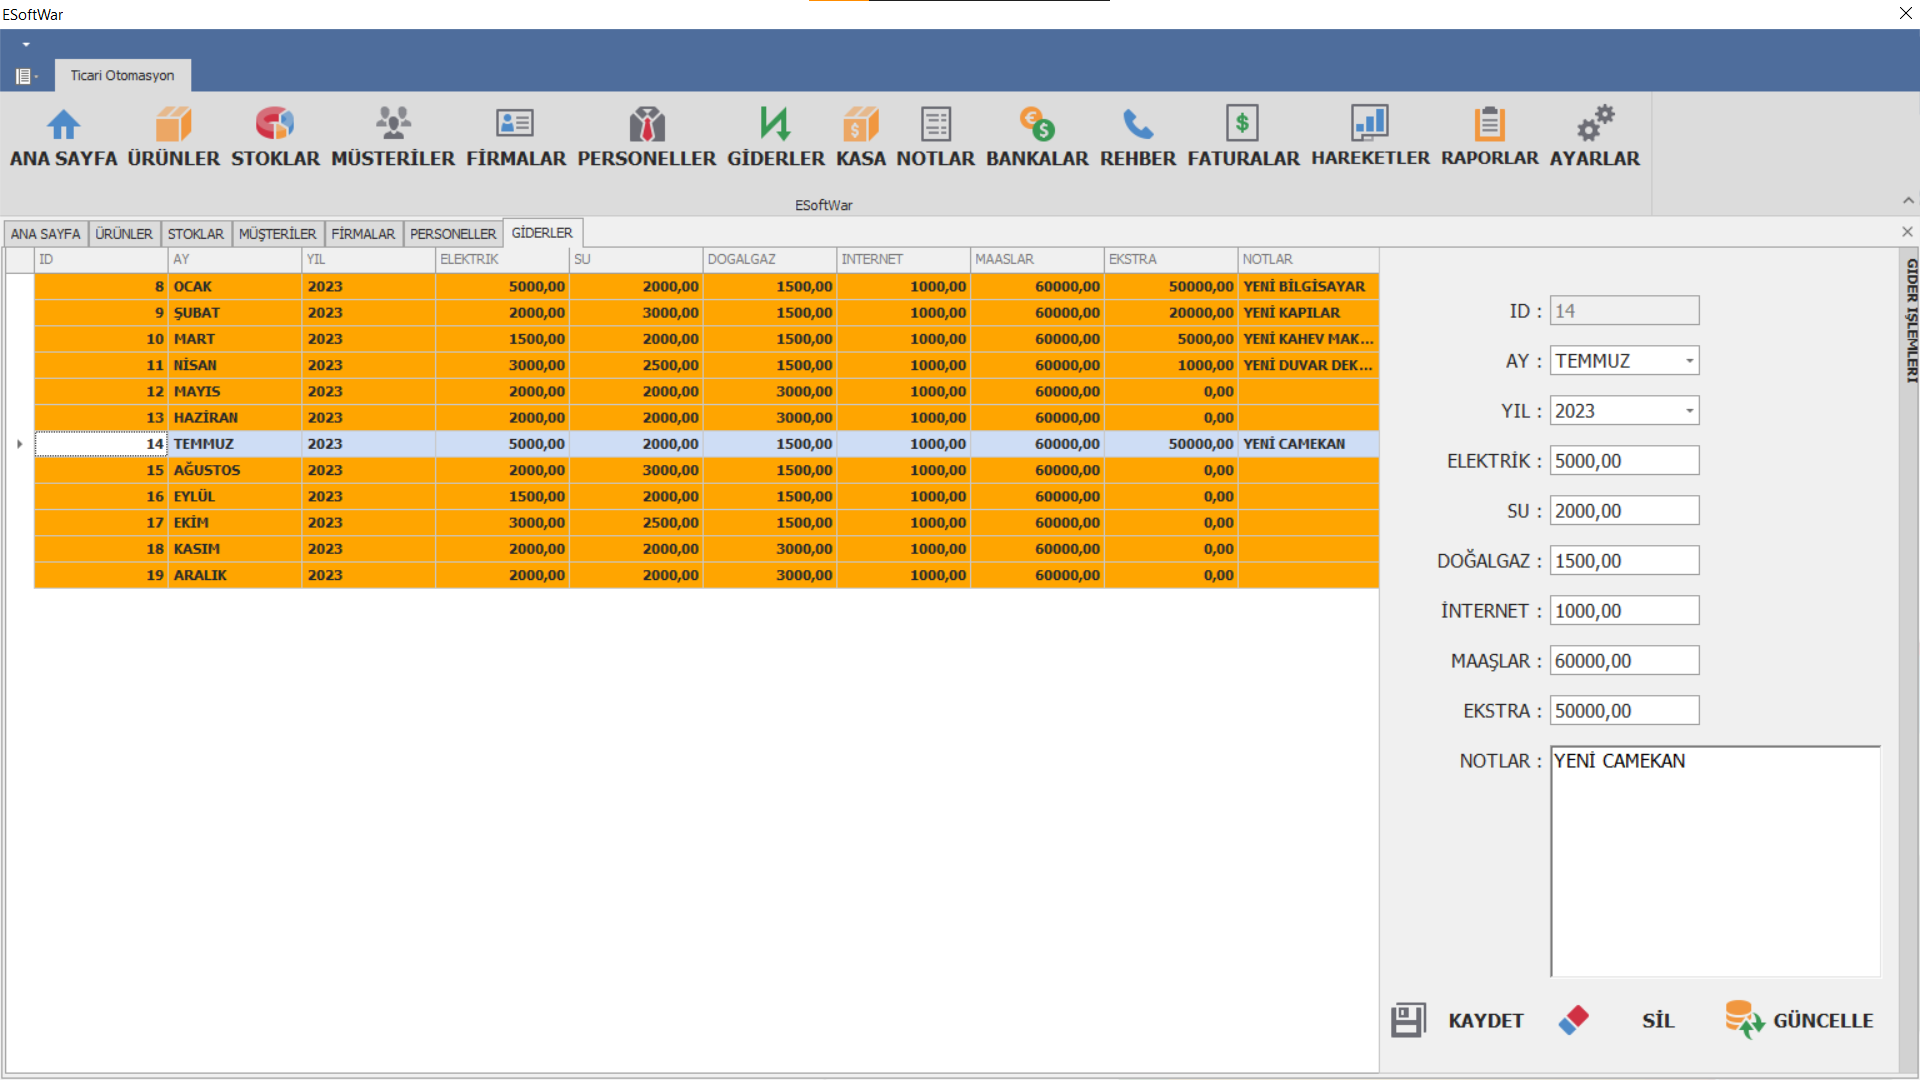 ESoftWar
Ticari Otomasyon
ANA SAYFA ÜRÜNLER STOKLAR MÜSTERİLER FİRMALAR PERSONELLER GİDERLER KASA NOTLAR BANKALAR REHBER FATURALAR HAREKETLER RAPORLAR AYARLAR
ESoftWar
ANA SAYFA ÜRÜNLER STOKLAR MÜŞTERİLER FİRMALAR PERSONELLER GİDERLER
ID AY YIL ELEKTRIK SU DOGALGAZ INTERNET MAASLAR EKSTRA NOTLAR
8 OCAK 2023 5000,00 2000,00 1500,00 1000,00 60000,00 50000,00 YENİ BİLGİSAYAR
9 ŞUBAT 2023 2000,00 3000,00 1500,00 1000,00 60000,00 20000,00 YENİ KAPILAR
10 MART 2023 1500,00 2000,00 1500,00 1000,00 60000,00 5000,00 YENİ KAHEV MAK...
11 NİSAN 2023 3000,00 2500,00 1500,00 1000,00 60000,00 1000,00 YENİ DUVAR DEK...
12 MAYIS 2023 2000,00 2000,00 3000,00 1000,00 60000,00 0,00
13 HAZİRAN 2023 2000,00 2000,00 3000,00 1000,00 60000,00 0,00
14 TEMMUZ 2023 5000,00 2000,00 1500,00 1000,00 60000,00 50000,00 YENİ CAMEKAN
15 AĞUSTOS 2023 2000,00 3000,00 1500,00 1000,00 60000,00 0,00
16 EYLÜL 2023 1500,00 2000,00 1500,00 1000,00 60000,00 0,00
17 EKİM 2023 3000,00 2500,00 1500,00 1000,00 60000,00 0,00
18 KASIM 2023 2000,00 2000,00 3000,00 1000,00 60000,00 0,00
19 ARALIK 2023 2000,00 2000,00 3000,00 1000,00 60000,00 0,00
GIDER IŞLEMLERI
ID : 14
AY : TEMMUZ
YIL : 2023
ELEKTRİK : 5000,00
SU : 2000,00
DOĞALGAZ : 1500,00
İNTERNET : 1000,00
MAAŞLAR : 60000,00
EKSTRA : 50000,00
NOTLAR : YENİ CAMEKAN
KAYDET SİL GÜNCELLE